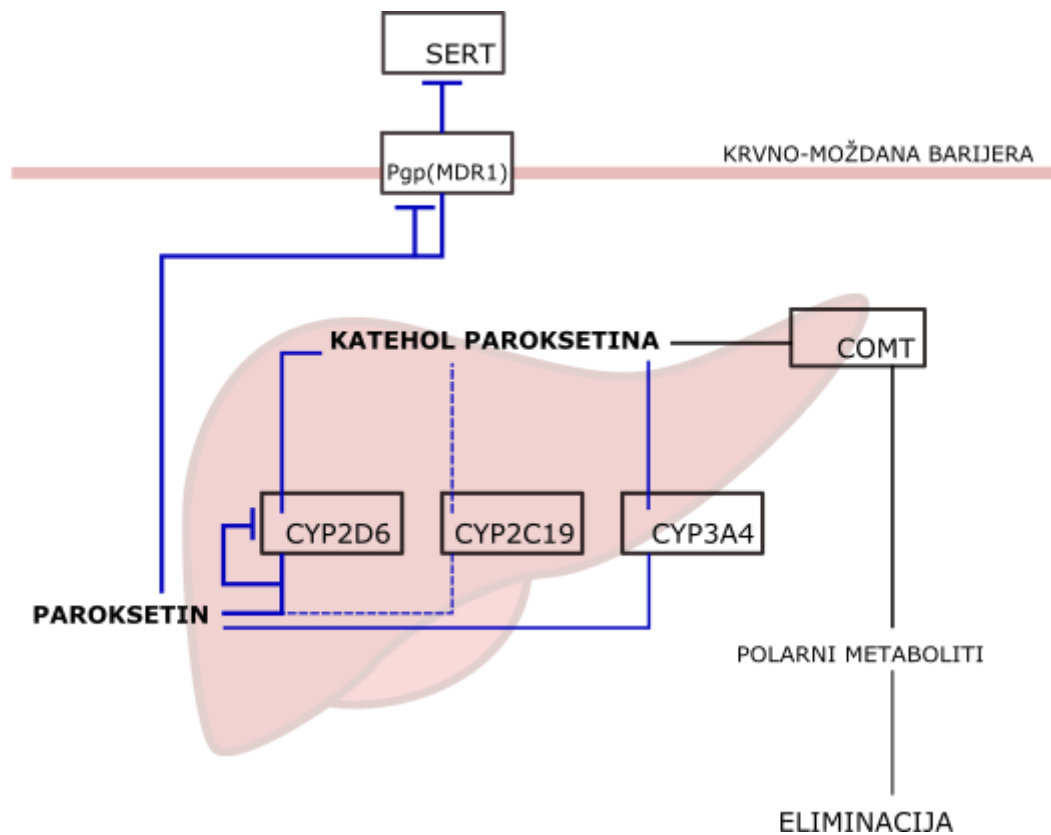 SERT
KRVNO-MOŽDANA BARIJERA
Pgp(MDR1)
KATEHOL PAROKSETINA
COMT
CYP2D6
CYP2C19
CYP3A4
PAROKSETIN
POLARNI METABOLITI
ELIMINACIJA